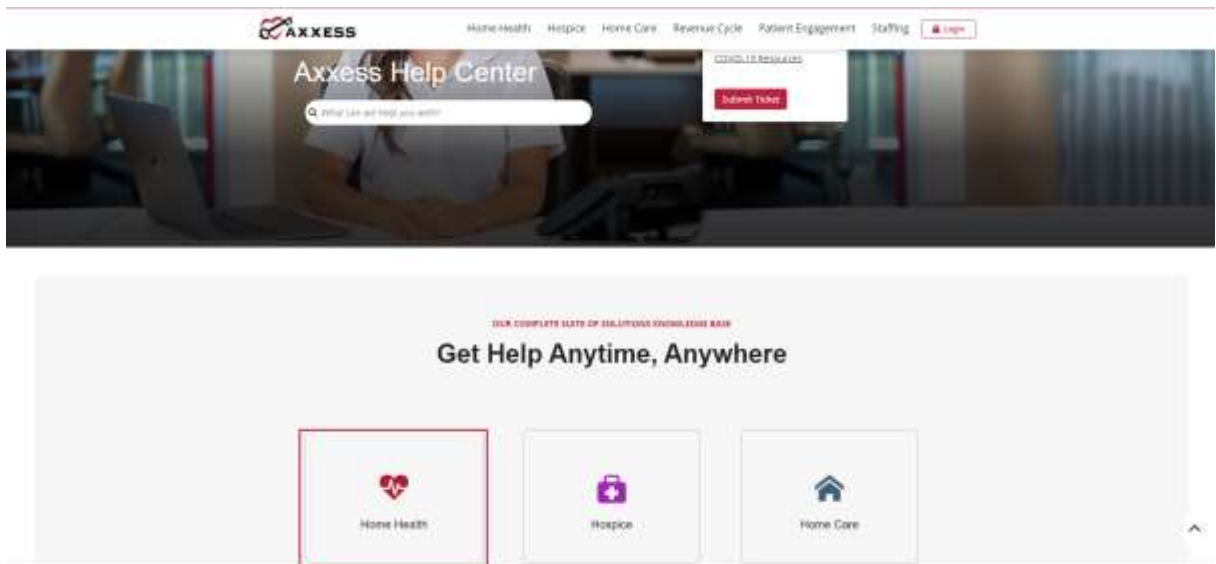 AXXESS
Home Health Hospice Home Care Revenue Cycle Patient Engagement Staffing Login
Axxess Help Center
What can we help you with?
COVID-19 Resources
Submit Ticket
OUR COMPLETE SUITE OF SOLUTIONS KNOWLEDGE BASE
Get Help Anytime, Anywhere
Home Health
Hospice
Home Care